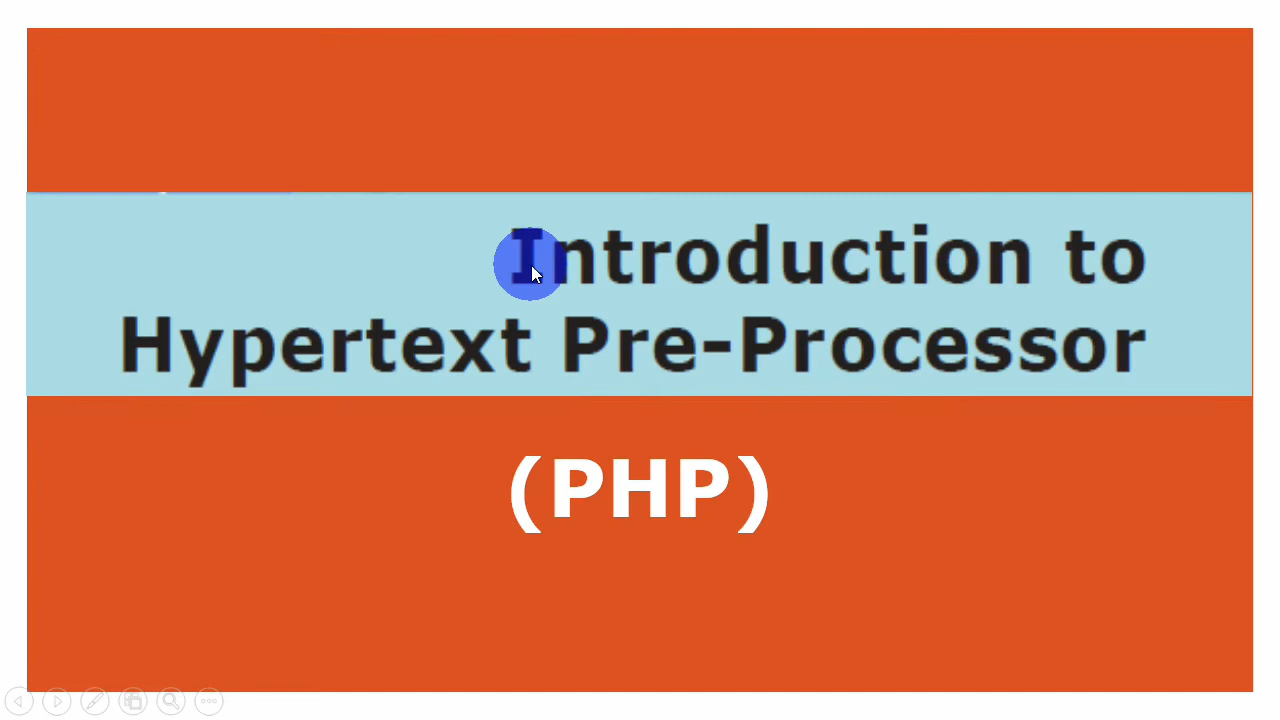 Introduction to
Hypertext Pre-Processor
(PHP)